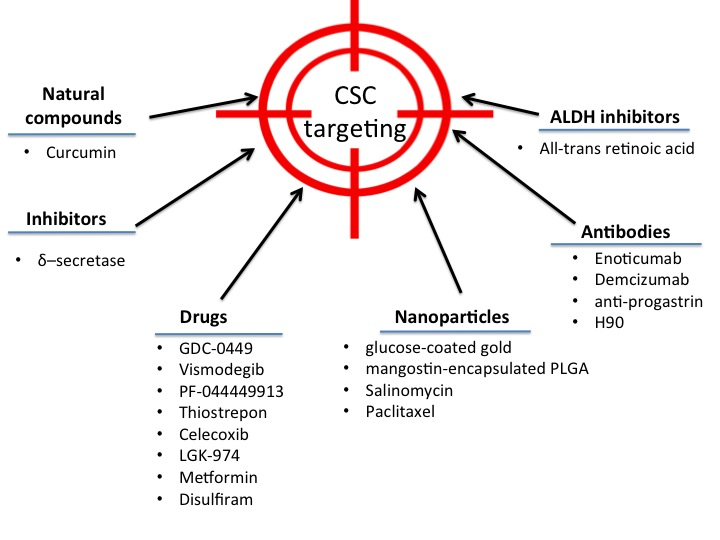 CSC
targeting
Natural
compounds
• Curcumin
Inhibitors
• δ–secretase
Drugs
• GDC-0449
• Vismodegib
• PF-044449913
• Thiostrepon
• Celecoxib
• LGK-974
• Metformin
• Disulfiram
Nanoparticles
• glucose-coated gold
• mangostin-encapsulated PLGA
• Salinomycin
• Paclitaxel
ALDH inhibitors
• All-trans retinoic acid
Antibodies
• Enoticumab
• Demcizumab
• anti-progastrin
• H90